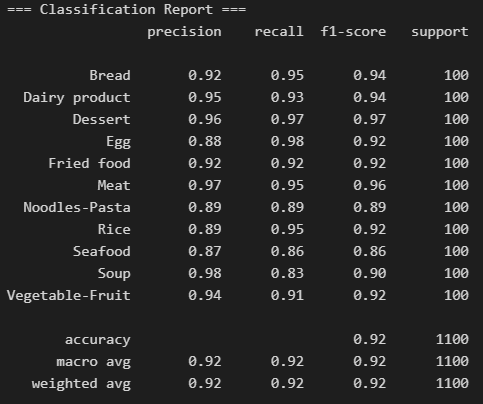 === Classification Report ===
precision recall f1-score support
Bread 0.92 0.95 0.94 100
Dairy product 0.95 0.93 0.94 100
Dessert 0.96 0.97 0.97 100
Egg 0.88 0.98 0.92 100
Fried food 0.92 0.92 0.92 100
Meat 0.97 0.95 0.96 100
Noodles-Pasta 0.89 0.89 0.89 100
Rice 0.89 0.95 0.92 100
Seafood 0.87 0.86 0.86 100
Soup 0.98 0.83 0.90 100
Vegetable-Fruit 0.94 0.91 0.92 100
accuracy 0.92 1100
macro avg 0.92 0.92 0.92 1100
weighted avg 0.92 0.92 0.92 1100